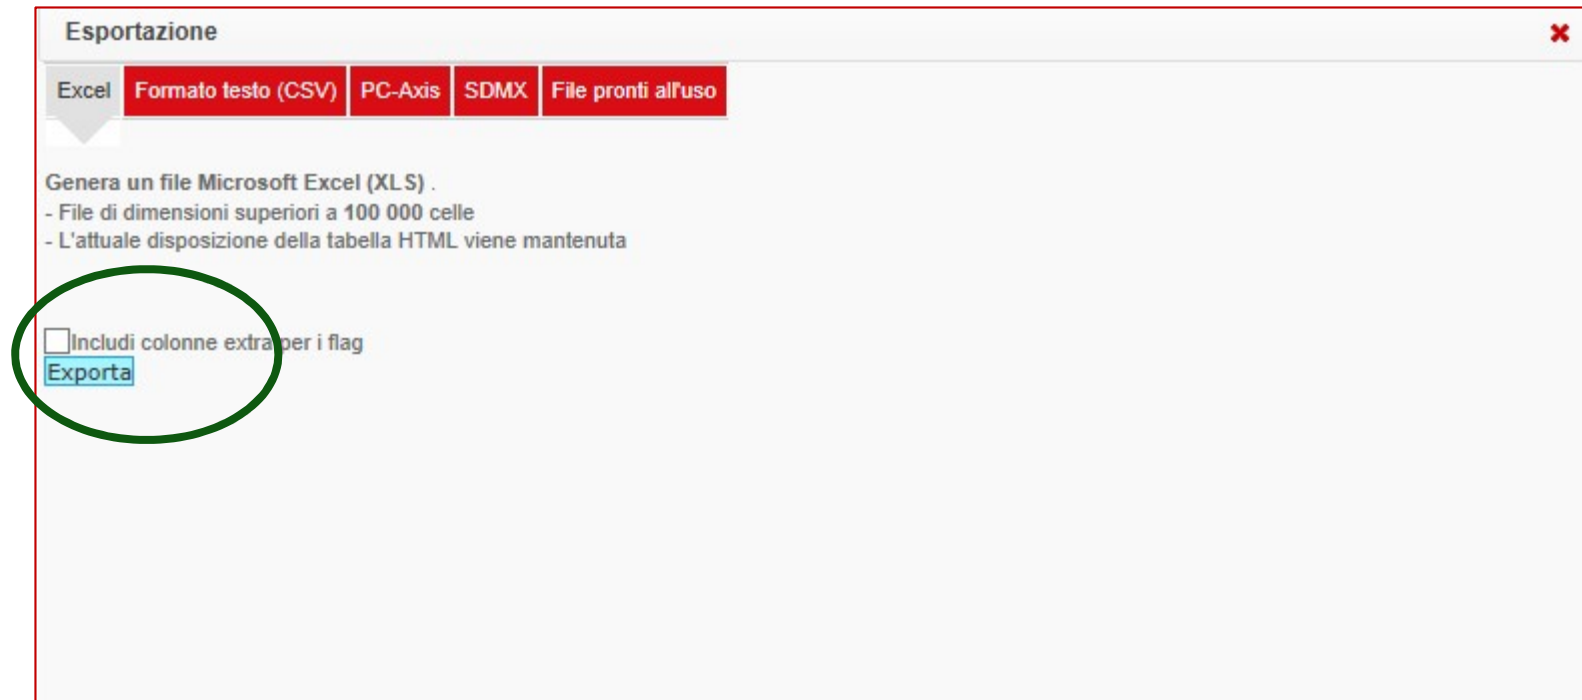 Esportazione
Excel Formato testo (CSV) PC-Axis SDMX File pronti all'uso
Genera un file Microsoft Excel (XLS) .
- File di dimensioni superiori a 100 000 celle
- L'attuale disposizione della tabella HTML viene mantenuta
Includi colonne extra per i flag
Exporta